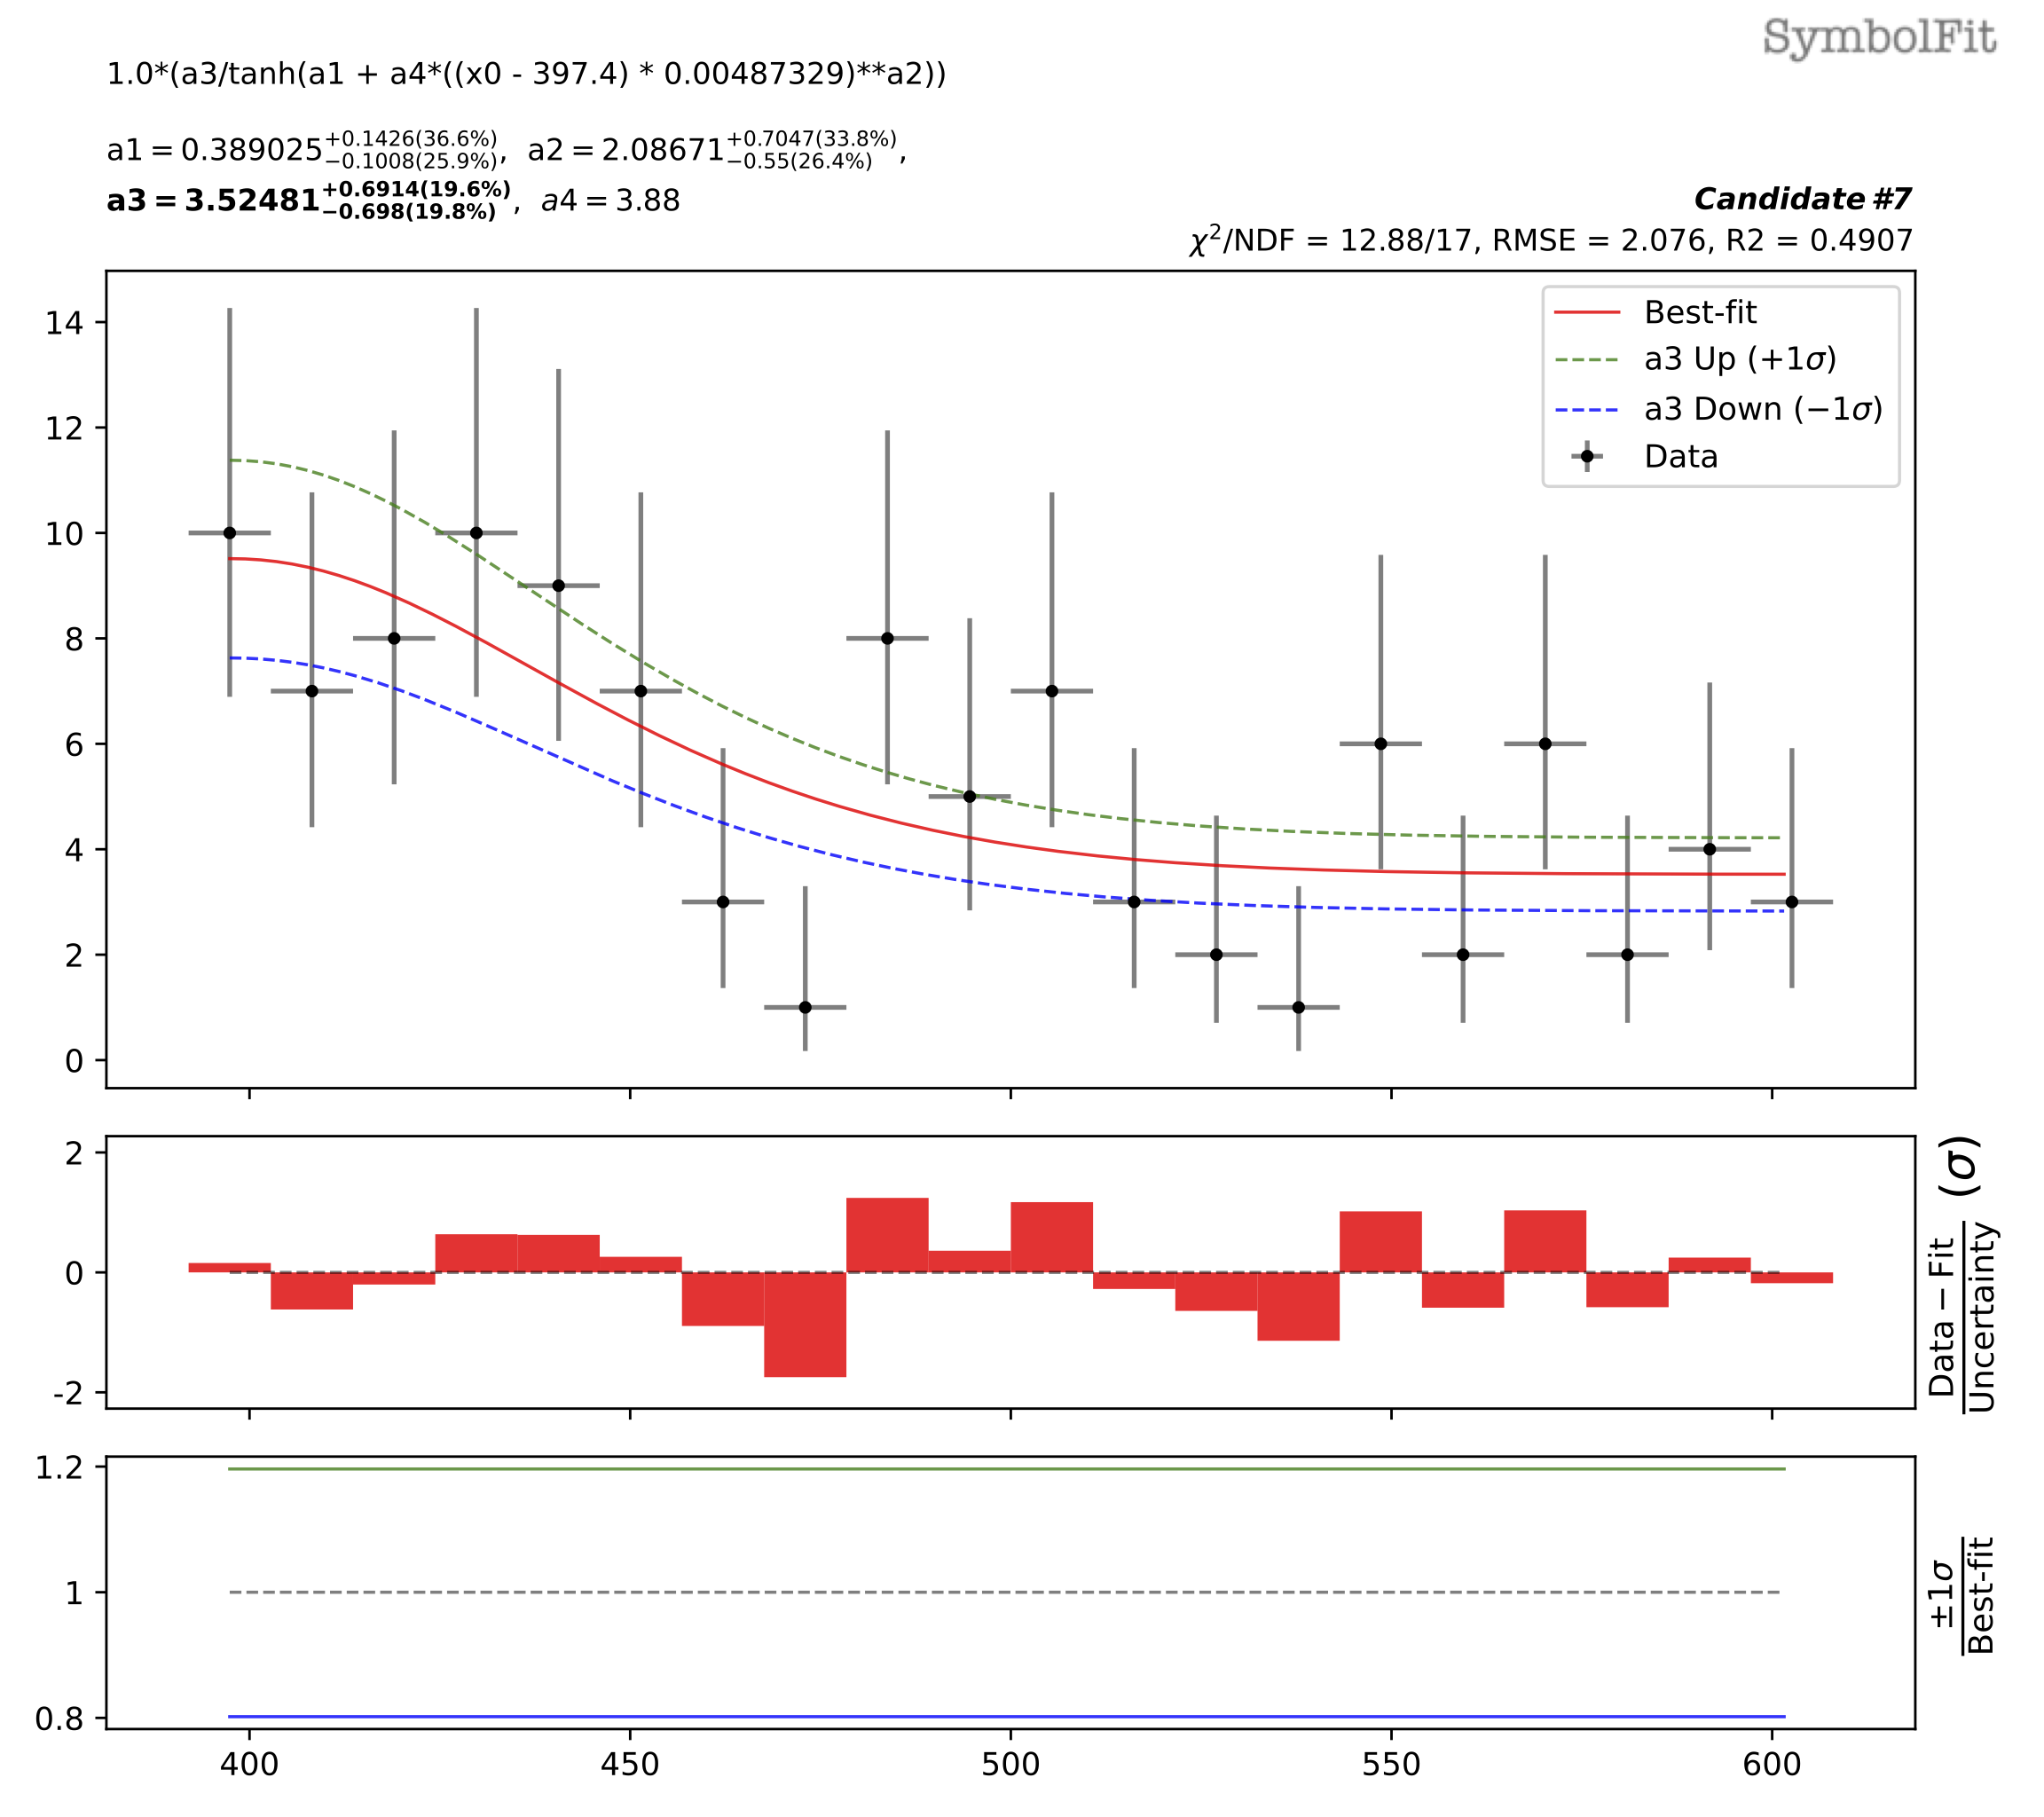 SymbolFit
1.0*(a3/tanh(a1 + a4*((x0 - 397.4) * 0.00487329)**a2))
a1 = 0.389025 +0.1426(36.6%) −0.1008(25.9%), a2 = 2.08671 +0.7047(33.8%) −0.55(26.4%),
a3 = 3.52481 +0.6914(19.6%) −0.698(19.8%), a4 = 3.88
Candidate #7
χ²/NDF = 12.88/17, RMSE = 2.076, R2 = 0.4907
Best-fit
a3 Up (+1σ)
a3 Down (−1σ)
Data
14
12
10
8
6
4
2
0
2
0
-2
Data − Fit
Uncertainty
(σ)
1.2
1
0.8
±1σ
Best-fit
400 450 500 550 600